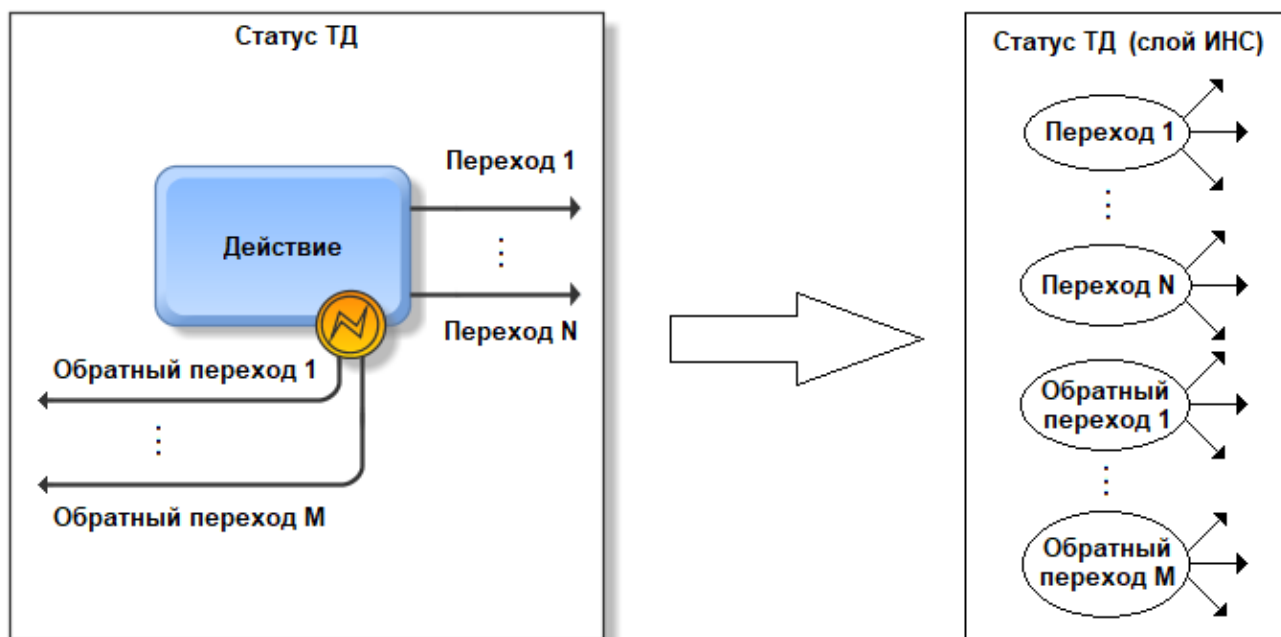 Статус ТД
Переход 1
⋮
Действие
Переход N
Обратный переход 1
⋮
Обратный переход M
Статус ТД (слой ИНС)
Переход 1
⋮
Переход N
Обратный
переход 1
⋮
Обратный
переход M